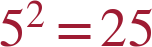 5² = 25